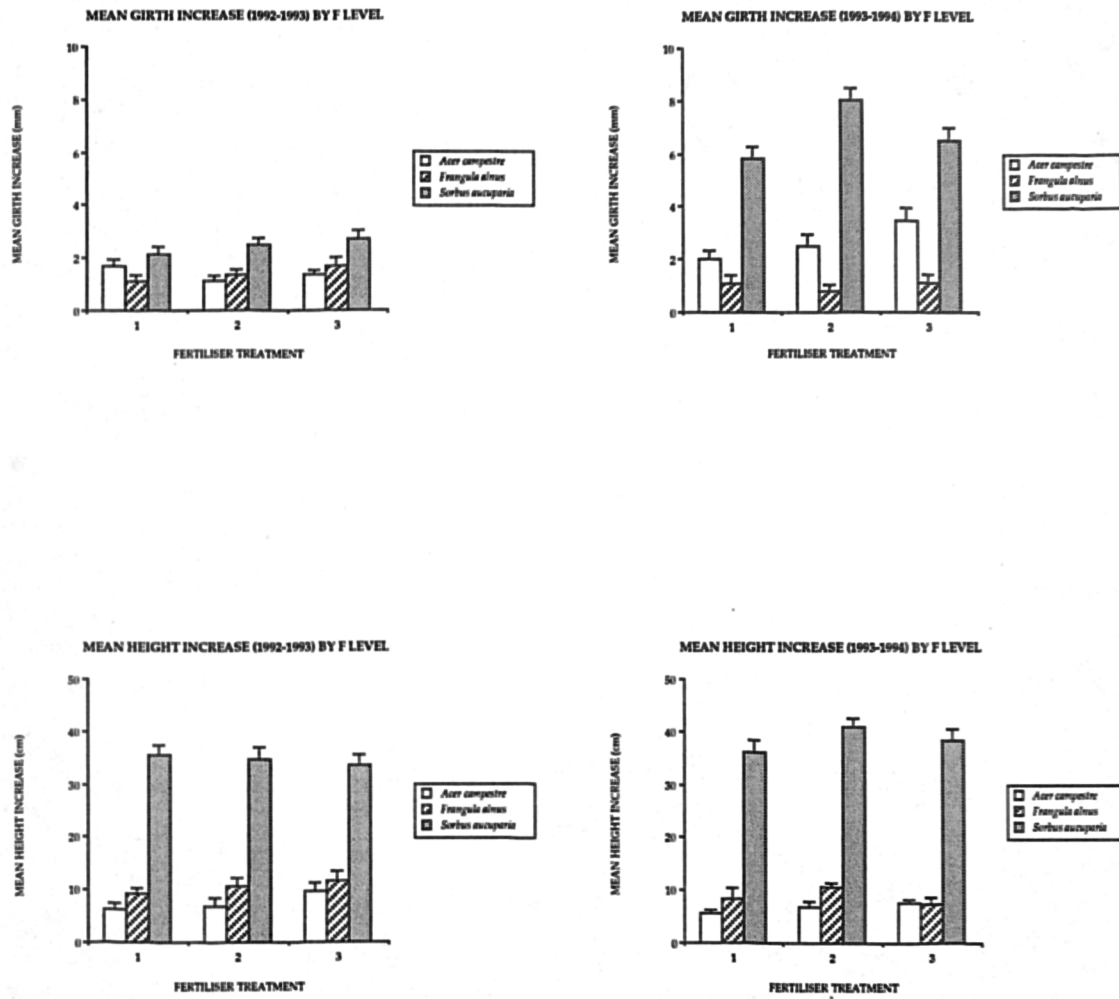 MEAN GIRTH INCREASE (1992-1993) BY F LEVEL
MEAN GIRTH INCREASE (mm)
10
8
6
4
2
0
1 2 3
FERTILISER TREATMENT
Acer campestre
Frangula alnus
Sorbus aucuparia
MEAN GIRTH INCREASE (1993-1994) BY F LEVEL
MEAN GIRTH INCREASE (mm)
10
8
6
4
2
0
1 2 3
FERTILISER TREATMENT
Acer campestre
Frangula alnus
Sorbus aucuparia
MEAN HEIGHT INCREASE (1992-1993) BY F LEVEL
MEAN HEIGHT INCREASE (cm)
50
40
30
20
10
0
1 2 3
FERTILISER TREATMENT
Acer campestre
Frangula alnus
Sorbus aucuparia
MEAN HEIGHT INCREASE (1993-1994) BY F LEVEL
MEAN HEIGHT INCREASE (cm)
50
40
30
20
10
0
1 2 3
FERTILISER TREATMENT
Acer campestre
Frangula alnus
Sorbus aucuparia